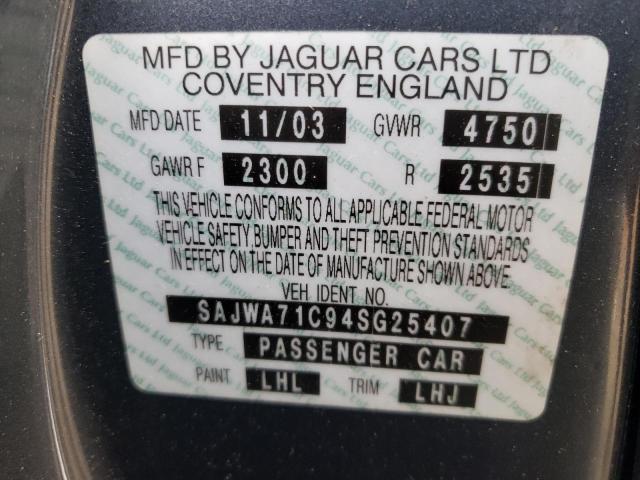 MFD BY JAGUAR CARS LTD
COVENTRY ENGLAND
MFD DATE 11/03 GVWR 4750
GAWR F 2300 R 2535
THIS VEHICLE CONFORMS TO ALL APPLICABLE FEDERAL MOTOR
VEHICLE SAFETY, BUMPER AND THEFT PREVENTION STANDARDS
IN EFFECT ON THE DATE OF MANUFACTURE SHOWN ABOVE.
VEH IDENT NO.
SAJWA71C94SG25407
TYPE PASSENGER CAR
PAINT LHL TRIM LHJ